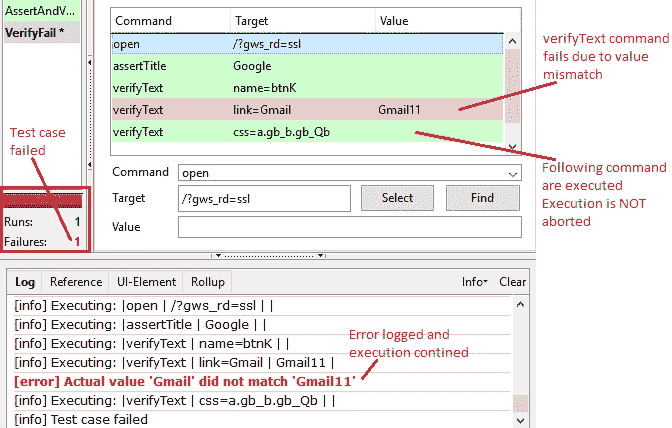 AssertAndV...
VerifyFail *
Test case
failed
Runs: 1
Failures: 1
Command Target Value
open /?gws_rd=ssl
assertTitle Google
verifyText name=btnK
verifyText link=Gmail Gmail11
verifyText css=a.gb_b.gb_Qb
Command open
Target /?gws_rd=ssl Select Find
Value
verifyText command
fails due to value
mismatch
Following command
are executed
Execution is NOT
aborted
Log Reference UI-Element Rollup Info Clear
[info] Executing: |open | /?gws_rd=ssl | |
[info] Executing: |assertTitle | Google | |
[info] Executing: |verifyText | name=btnK | |
[info] Executing: |verifyText | link=Gmail | Gmail11 |
[error] Actual value 'Gmail' did not match 'Gmail11'
[info] Executing: |verifyText | css=a.gb_b.gb_Qb | |
[info] Test case failed
Error logged and
execution contined